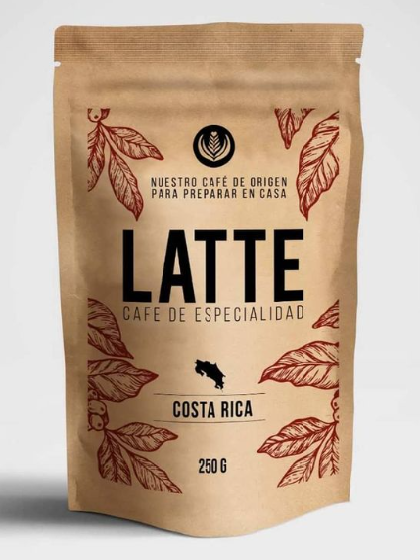 NUESTRO CAFÉ DE ORIGEN
PARA PREPARAR EN CASA
LATTE
CAFE DE ESPECIALIDAD
COSTA RICA
250 G